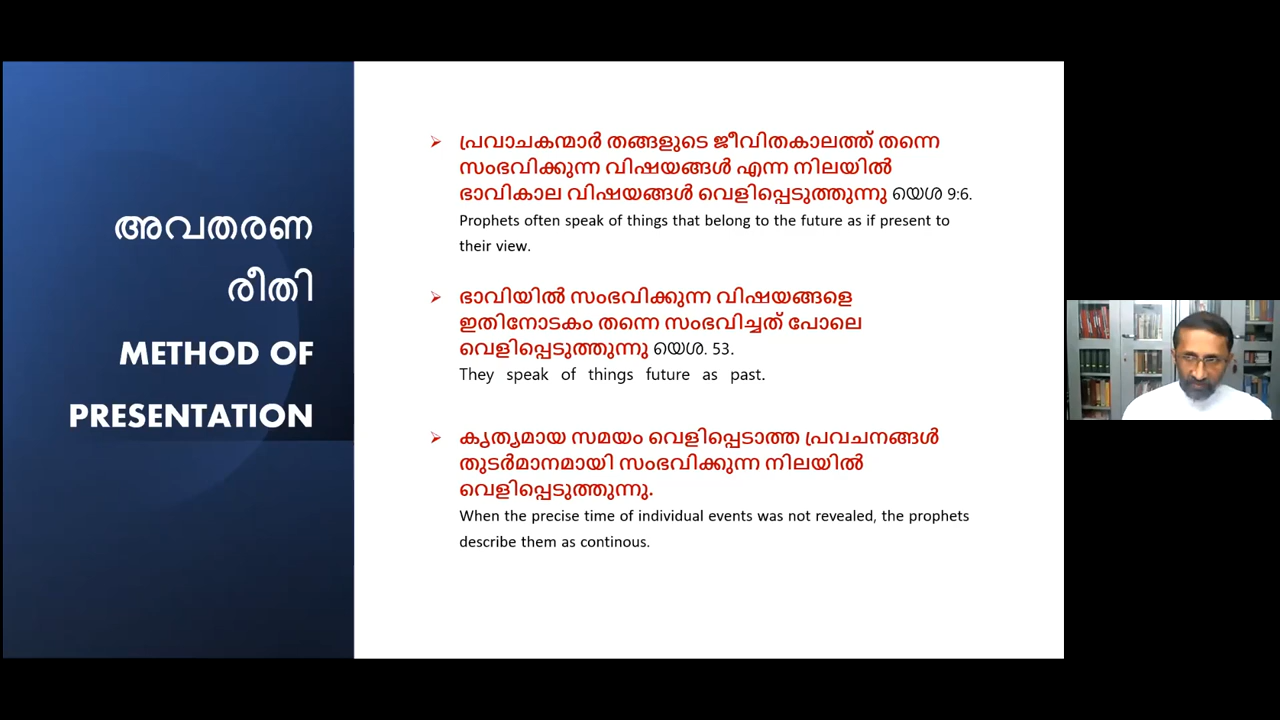 അവതരണ
രീതി
METHOD OF
PRESENTATION
➢ പ്രവാചകന്മാർ തങ്ങളുടെ ജീവിതകാലത്ത് തന്നെ
സംഭവിക്കുന്ന വിഷയങ്ങൾ എന്ന നിലയിൽ
ഭാവികാല വിഷയങ്ങൾ വെളിപ്പെടുത്തുന്നു യെശ 9:6.
Prophets often speak of things that belong to the future as if present to
their view.
➢ ഭാവിയിൽ സംഭവിക്കുന്ന വിഷയങ്ങളെ
ഇതിനോടകം തന്നെ സംഭവിച്ചത് പോലെ
വെളിപ്പെടുത്തുന്നു യെശ. 53.
They speak of things future as past.
➢ കൃത്യമായ സമയം വെളിപ്പെടാത്ത പ്രവചനങ്ങൾ
തുടർമാനമായി സംഭവിക്കുന്ന നിലയിൽ
വെളിപ്പെടുത്തുന്നു.
When the precise time of individual events was not revealed, the prophets
describe them as continous.